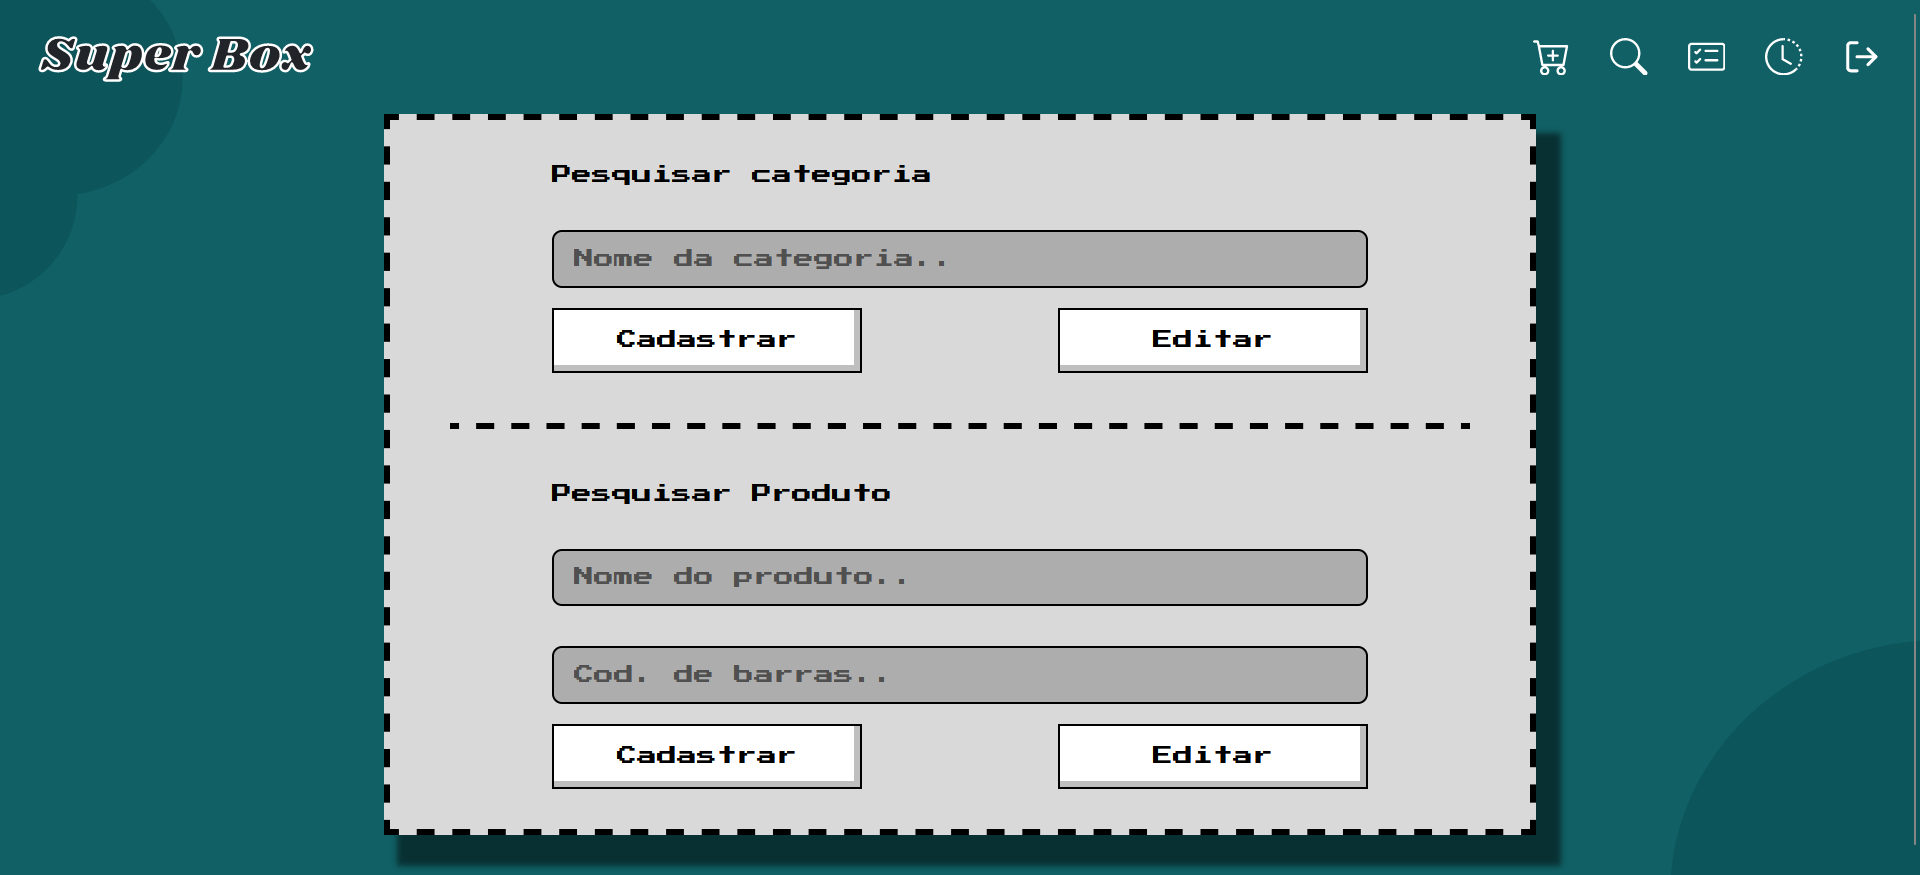 Super Box
Pesquisar categoria
Nome da categoria..
Cadastrar
Editar
Pesquisar Produto
Nome do produto..
Cod. de barras..
Cadastrar
Editar